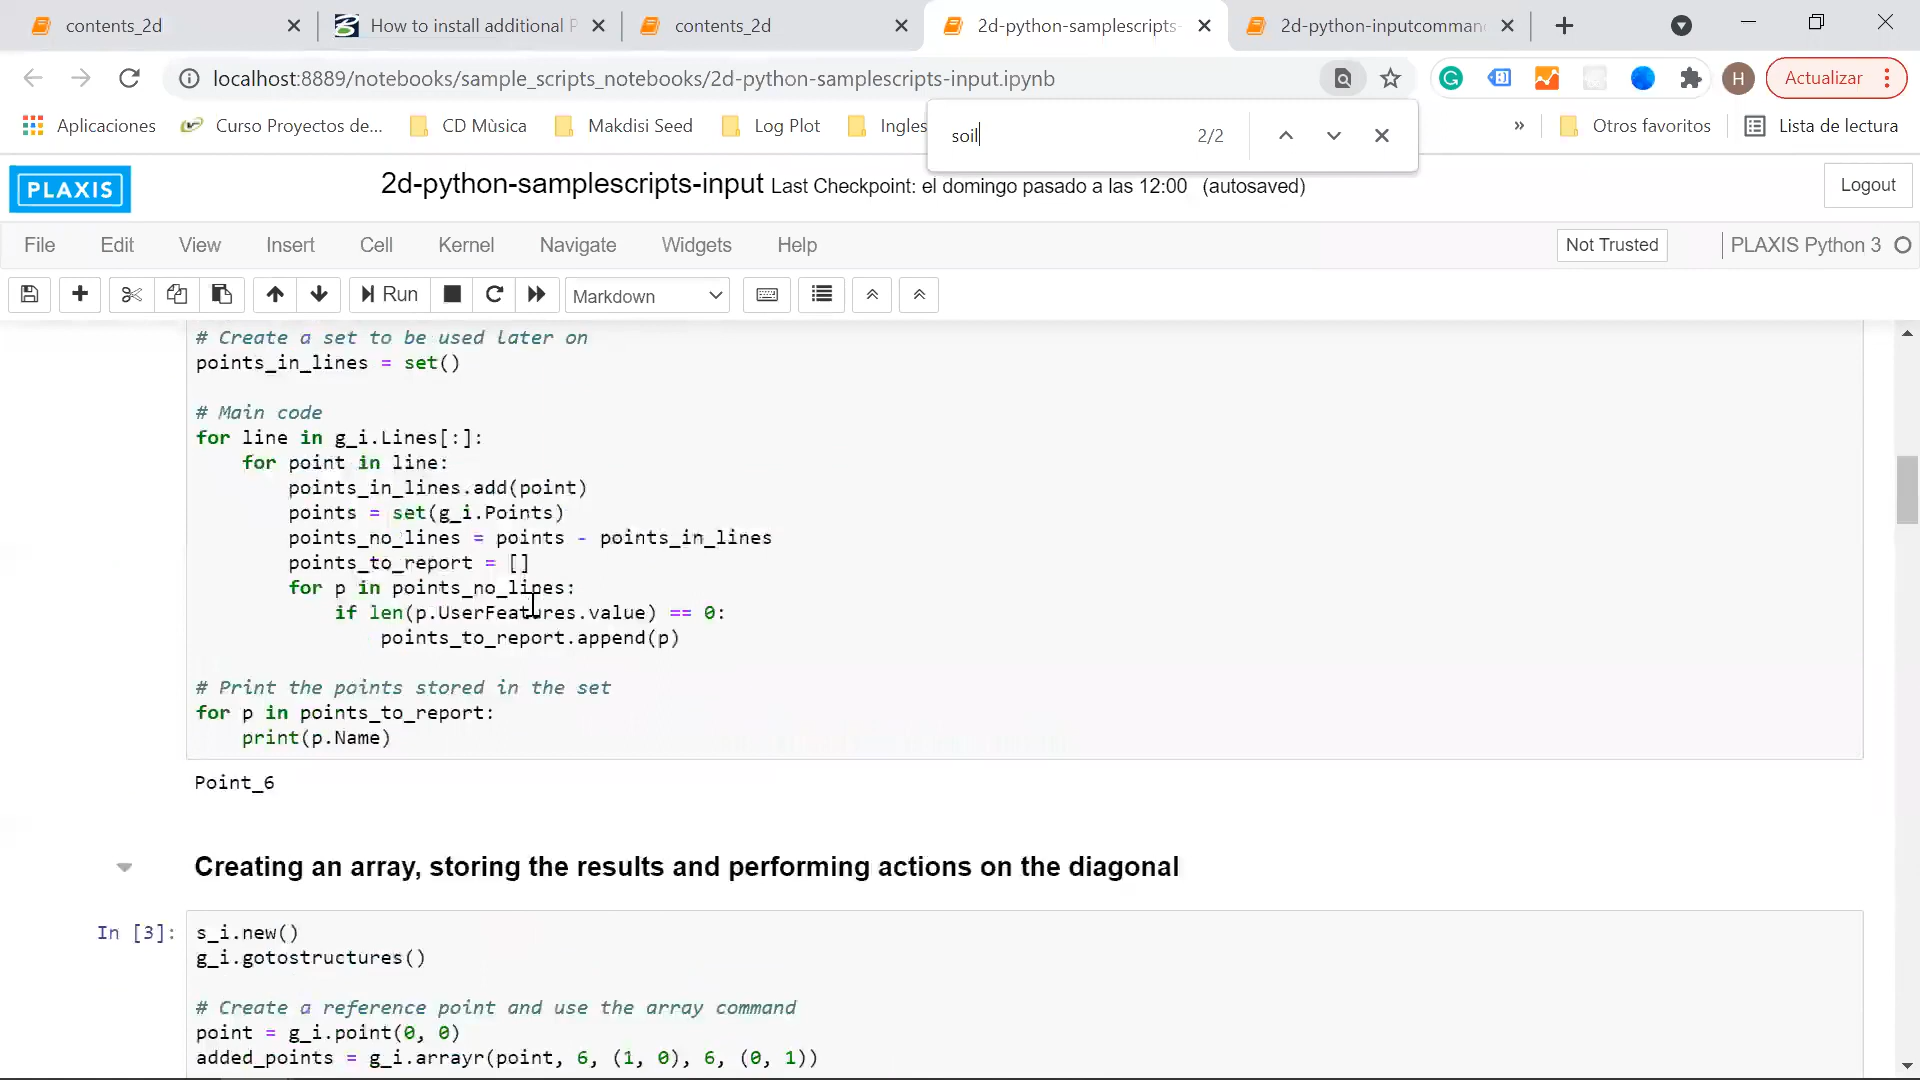 contents_2d
How to install additional P
contents_2d
2d-python-samplescripts-
2d-python-inputcomman
localhost:8889/notebooks/sample_scripts_notebooks/2d-python-samplescripts-input.ipynb
H
Actualizar
Aplicaciones
Curso Proyectos de...
CD Mùsica
Makdisi Seed
Log Plot
Ingles
»
Otros favoritos
Lista de lectura
soil
2/2
PLAXIS
2d-python-samplescripts-input Last Checkpoint: el domingo pasado a las 12:00 (autosaved)
Logout
File Edit View Insert Cell Kernel Navigate Widgets Help
Not Trusted
PLAXIS Python 3
Run
Markdown
# Create a set to be used later on
points_in_lines = set()
# Main code
for line in g_i.Lines[:]:
for point in line:
points_in_lines.add(point)
points = set(g_i.Points)
points_no_lines = points - points_in_lines
points_to_report = []
for p in points_no_lines:
if len(p.UserFeatures.value) == 0:
points_to_report.append(p)
# Print the points stored in the set
for p in points_to_report:
print(p.Name)
Point_6
Creating an array, storing the results and performing actions on the diagonal
In [3]:
s_i.new()
g_i.gotostructures()
# Create a reference point and use the array command
point = g_i.point(0, 0)
added_points = g_i.arrayr(point, 6, (1, 0), 6, (0, 1))